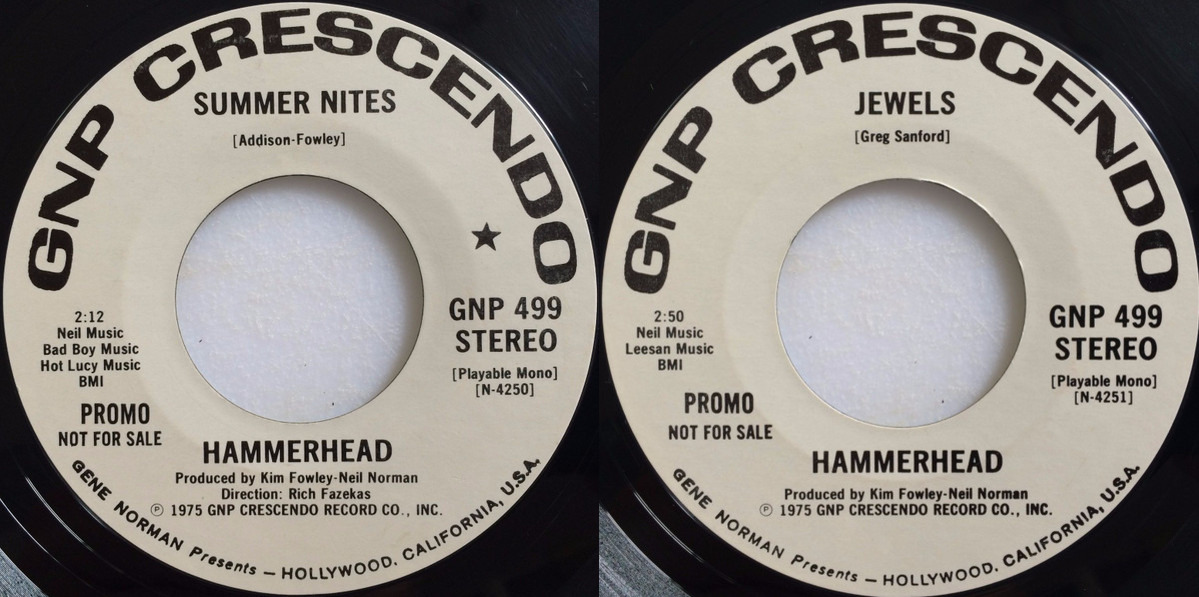 GNP CRESCENDO
SUMMER NITES
[Addison-Fowley]
★
2:12
Neil Music
Bad Boy Music
Hot Lucy Music
BMI
PROMO
NOT FOR SALE
GNP 499
STEREO
[Playable Mono]
[N-4250]
HAMMERHEAD
Produced by Kim Fowley-Neil Norman
Direction: Rich Fazekas
℗ 1975 GNP CRESCENDO RECORD CO., INC.
GENE NORMAN Presents — HOLLYWOOD, CALIFORNIA, U.S.A.
GNP CRESCENDO
JEWELS
[Greg Sanford]
2:50
Neil Music
Leesan Music
BMI
PROMO
NOT FOR SALE
GNP 499
STEREO
[Playable Mono]
[N-4251]
HAMMERHEAD
Produced by Kim Fowley-Neil Norman
℗ 1975 GNP CRESCENDO RECORD CO., INC.
GENE NORMAN Presents — HOLLYWOOD, CALIFORNIA, U.S.A.